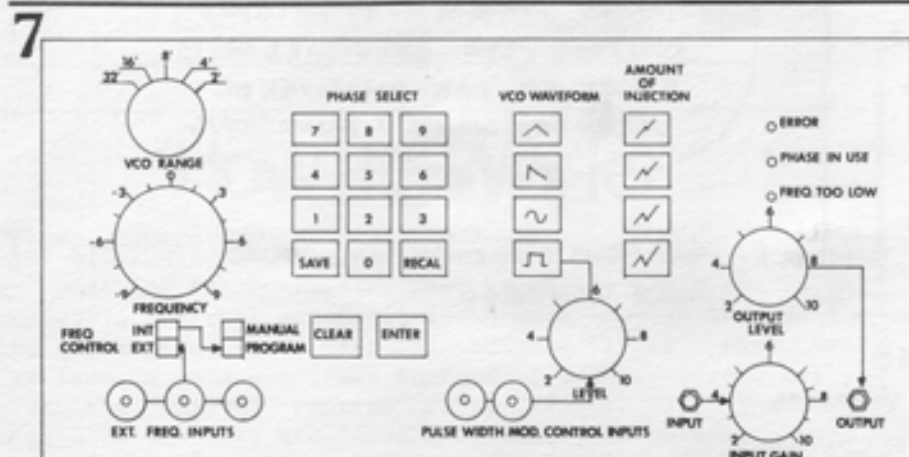 7
32' 16' 8' 4' 2'
VCO RANGE
-9 -6 -3 0 3 6 9
FREQUENCY
FREQ CONTROL
INT
EXT
MANUAL
PROGRAM
EXT. FREQ. INPUTS
PHASE SELECT
7 8 9
4 5 6
1 2 3
SAVE 0 RECAL
CLEAR ENTER
VCO WAVEFORM
AMOUNT
OF
INJECTION
2 4 6 8 10
LEVEL
PULSE WIDTH MOD. CONTROL INPUTS
ERROR
PHASE IN USE
FREQ. TOO LOW
2 4 6 8 10
OUTPUT
LEVEL
2 4 6 8 10
INPUT GAIN
INPUT
OUTPUT